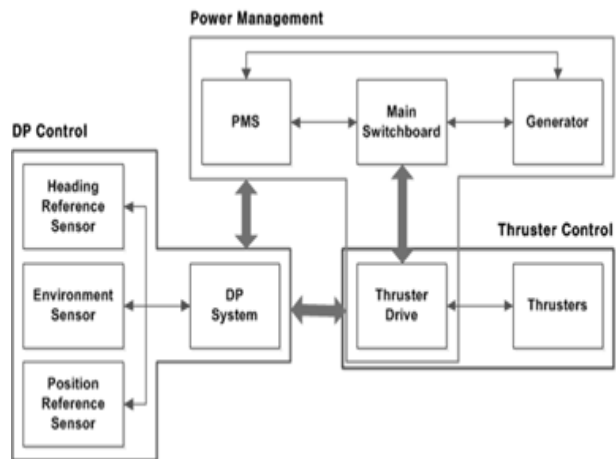 Power Management
PMS
Main
Switchboard
Generator
DP Control
Heading
Reference
Sensor
Thruster Control
Environment
Sensor
DP
System
Thruster
Drive
Thrusters
Position
Reference
Sensor